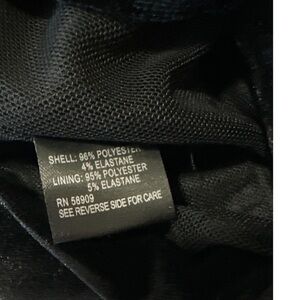 SHELL: 96% POLYESTER
4% ELASTANE
LINING: 95% POLYESTER
5% ELASTANE
RN 58909
SEE REVERSE SIDE FOR CARE